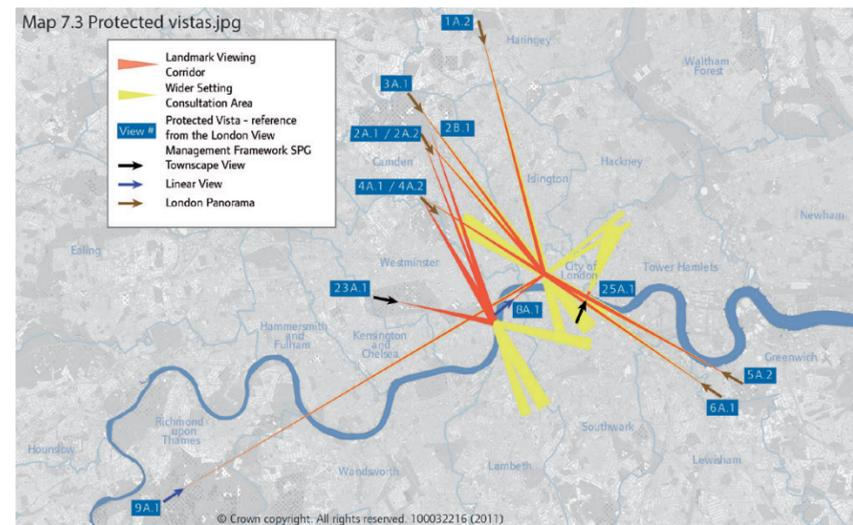 Map 7.3 Protected vistas.jpg
Landmark Viewing
Corridor
Wider Setting
Consultation Area
View #
Protected Vista - reference
from the London View
Management Framework SPG
Townscape View
Linear View
London Panorama
1A.2
Haringey
Waltham
Forest
3A.1
2A.1 / 2A.2
2B.1
Camden
Hackney
Islington
4A.1 / 4A.2
Newham
Ealing
Westminster
City of
London
Tower Hamlets
23A.1
25A.1
8A.1
Hammersmith
and
Fulham
Kensington
and
Chelsea
Greenwich
5A.2
6A.1
Richmond
upon
Thames
Southwark
Hounslow
Wandsworth
Lambeth
Lewisham
9A.1
© Crown copyright. All rights reserved. 100032216 (2011)